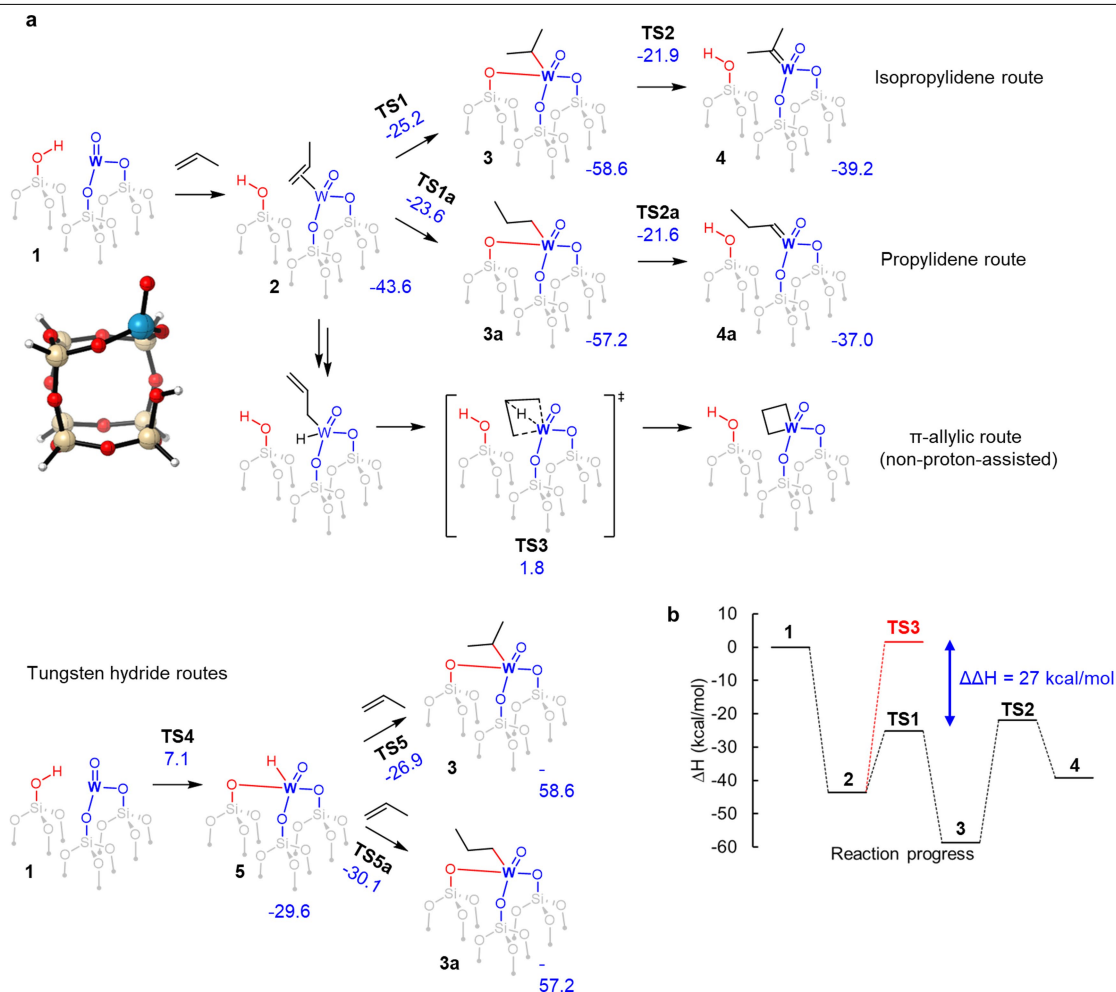 a
TS1
-25.2
TS2
-21.9
Isopropylidene route
1
2
-43.6
3
-58.6
4
-39.2
TS1a
-23.6
TS2a
-21.6
Propylidene route
3a
-57.2
4a
-37.0
‡
π-allylic route
(non-proton-assisted)
TS3
1.8
H
O
Si
W
Tungsten hydride routes
1
TS4
7.1
5
-29.6
TS5
-26.9
3
-
58.6
TS5a
-30.1
3a
-
57.2
b
ΔH (kcal/mol)
10
0
-10
-20
-30
-40
-50
-60
1
2
TS3
TS1
3
TS2
4
ΔΔH = 27 kcal/mol
Reaction progress